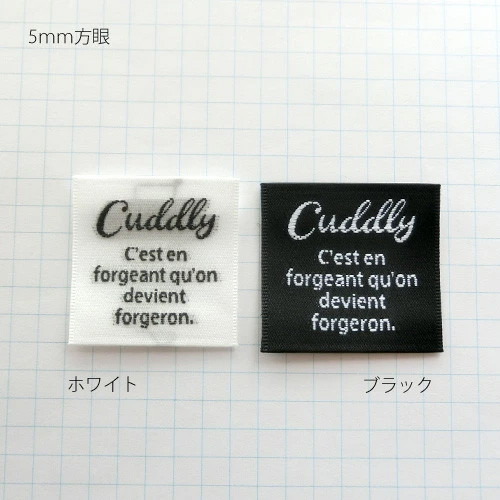 5mm方眼
Cuddly
C'est en
forgeant qu'on
devient
forgeron.
Cuddly
C'est en
forgeant qu'on
devient
forgeron.
ホワイト
ブラック